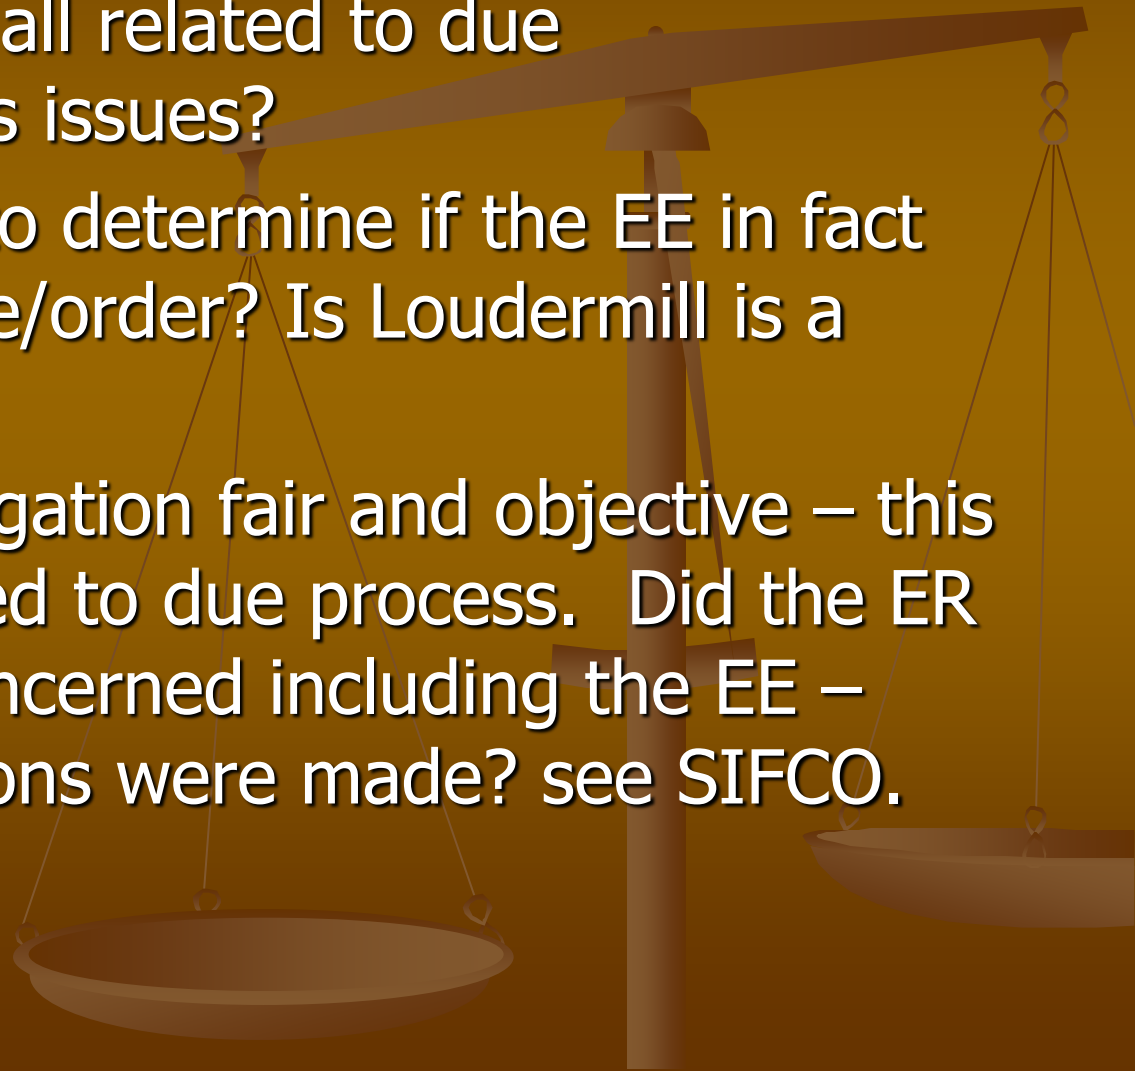 all related to due
s issues?
o determine if the EE in fact
e/order? Is Loudermill is a
gation fair and objective – this
ed to due process.  Did the ER
ncerned including the EE –
ons were made? see SIFCO.